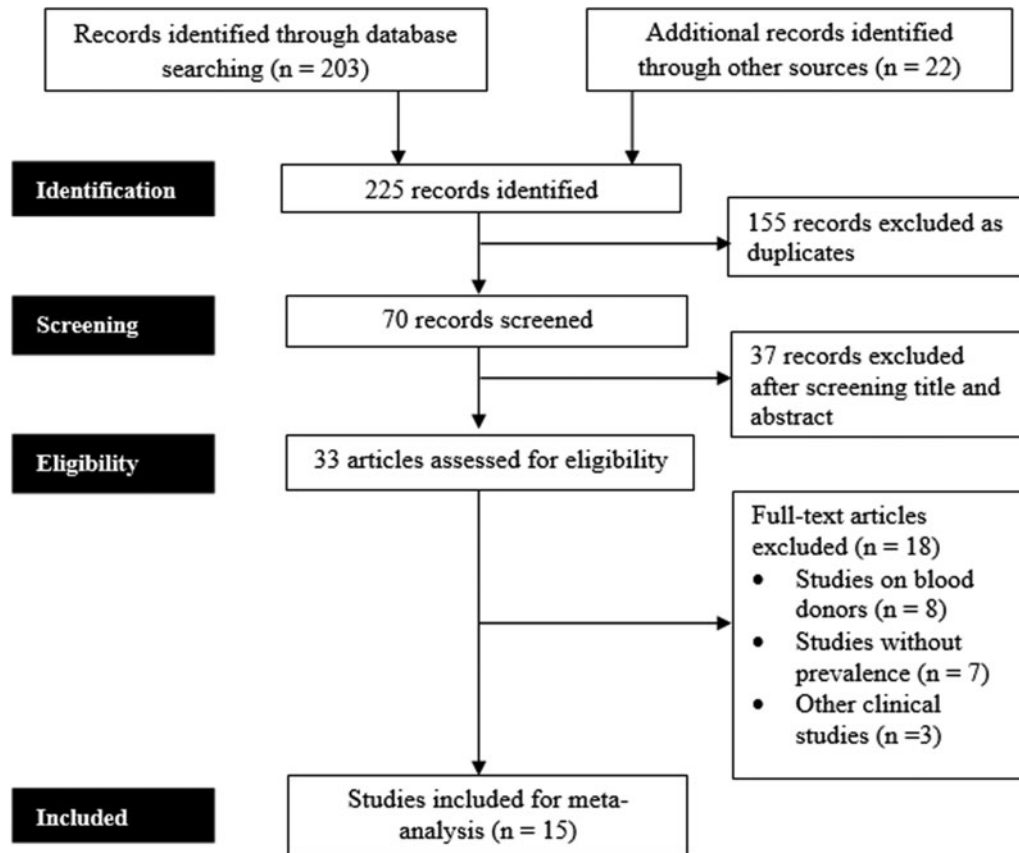 Records identified through database
searching (n = 203)
Additional records identified
through other sources (n = 22)
Identification
225 records identified
155 records excluded as
duplicates
Screening
70 records screened
37 records excluded
after screening title and
abstract
Eligibility
33 articles assessed for eligibility
Full-text articles
excluded (n = 18)
• Studies on blood
donors (n = 8)
• Studies without
prevalence (n = 7)
• Other clinical
studies (n =3)
Included
Studies included for meta-
analysis (n = 15)